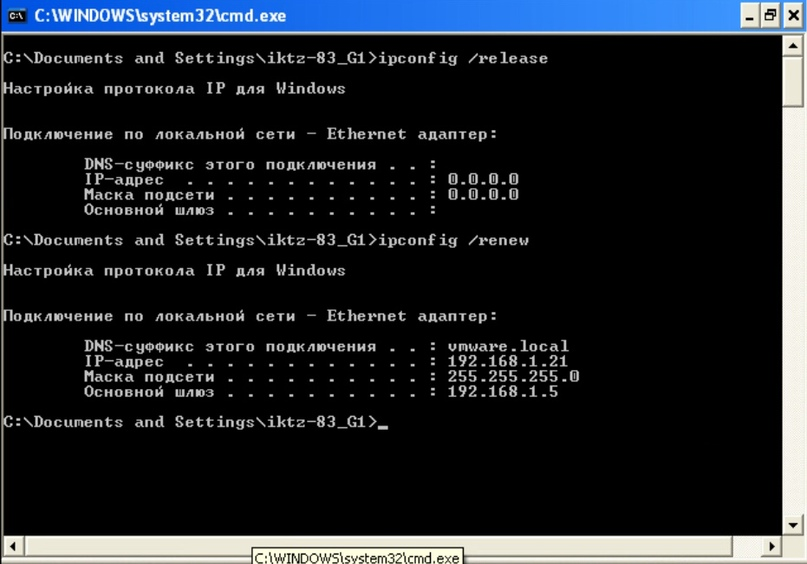 C:\WINDOWS\system32\cmd.exe
C:\Documents and Settings\iktz-83_G1>ipconfig /release
Настройка протокола IP для Windows
Подключение по локальной сети - Ethernet адаптер:
DNS-суффикс этого подключения . . :
IP-адрес . . . . . . . . . . . . : 0.0.0.0
Маска подсети . . . . . . . . . . : 0.0.0.0
Основной шлюз . . . . . . . . . . :
C:\Documents and Settings\iktz-83_G1>ipconfig /renew
Настройка протокола IP для Windows
Подключение по локальной сети - Ethernet адаптер:
DNS-суффикс этого подключения . . : vmware.local
IP-адрес . . . . . . . . . . . . : 192.168.1.21
Маска подсети . . . . . . . . . . : 255.255.255.0
Основной шлюз . . . . . . . . . . : 192.168.1.5
C:\Documents and Settings\iktz-83_G1>_
C:\WINDOWS\system32\cmd.exe